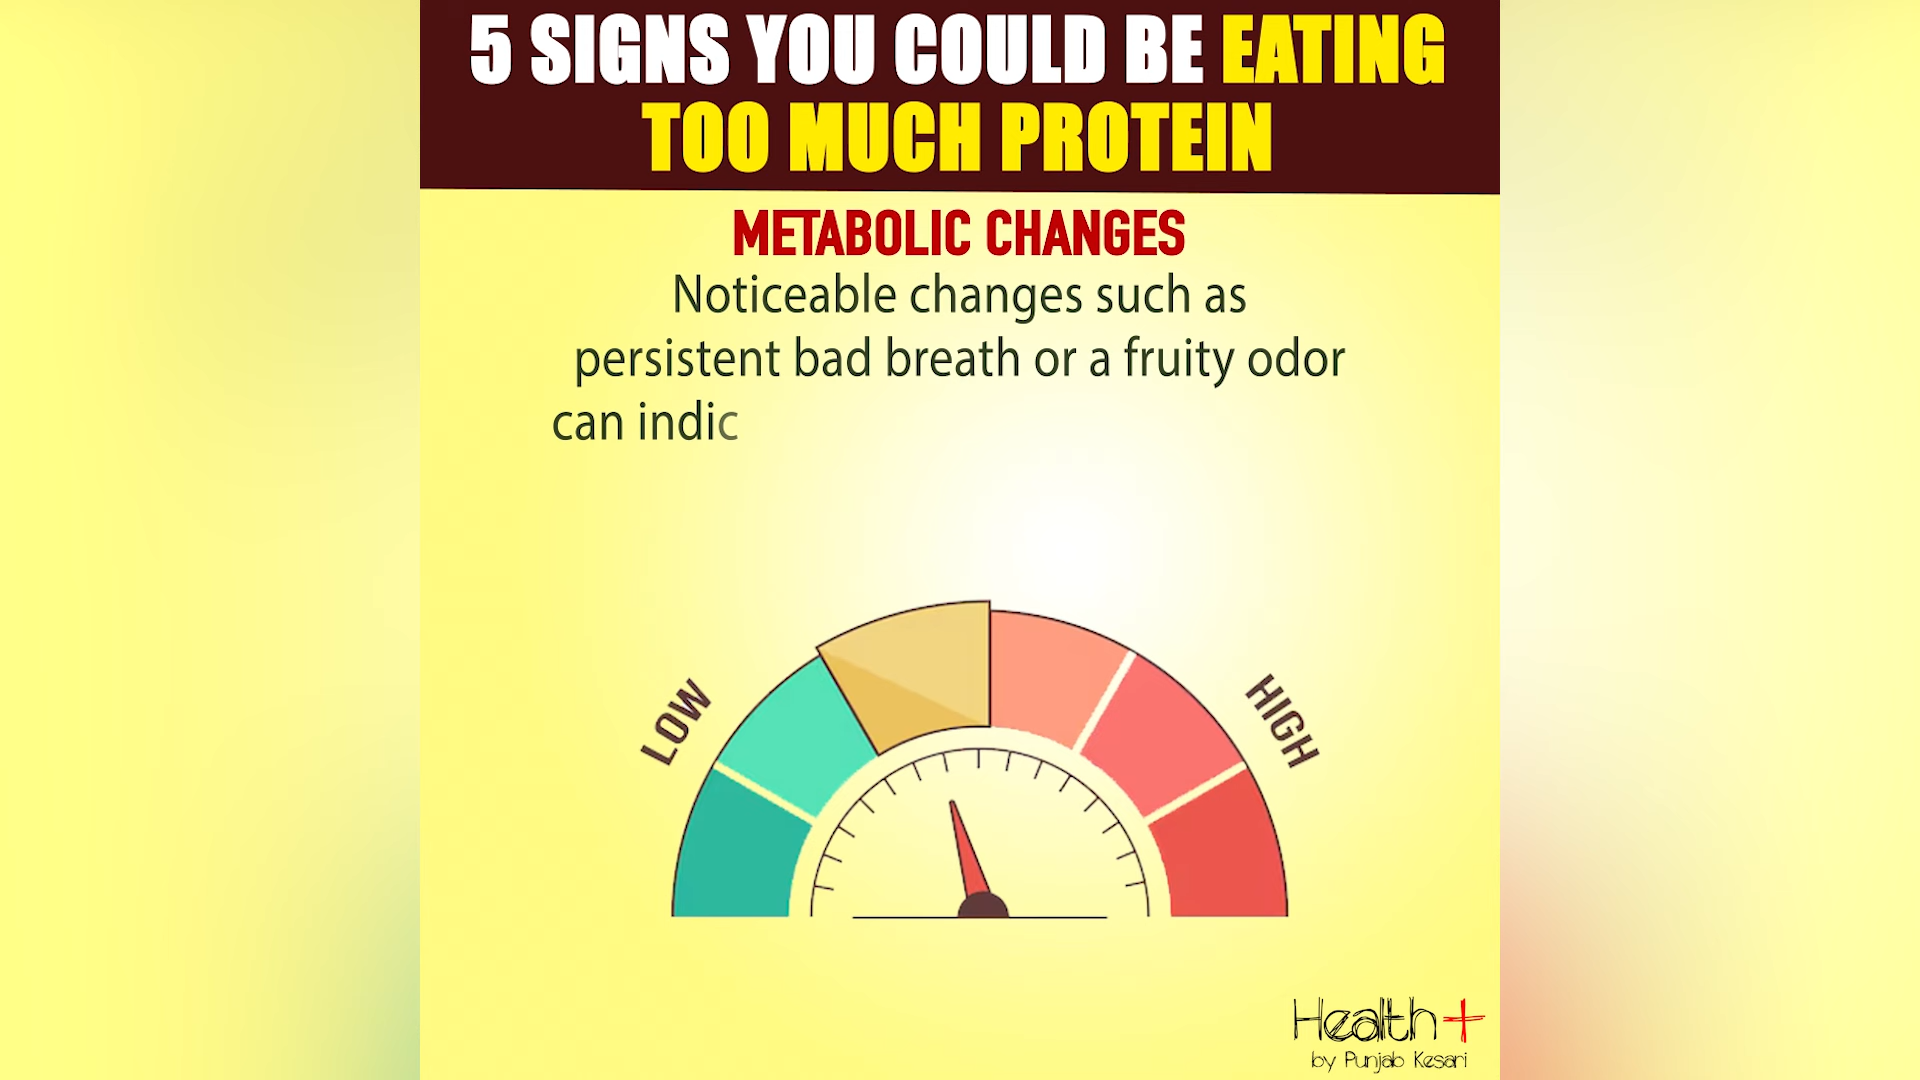 5 SIGNS YOU COULD BE EATING
TOO MUCH PROTEIN
METABOLIC CHANGES
Noticeable changes such as
persistent bad breath or a fruity odor
can indic
LOW
HIGH
Health+
by Punjab Kesari